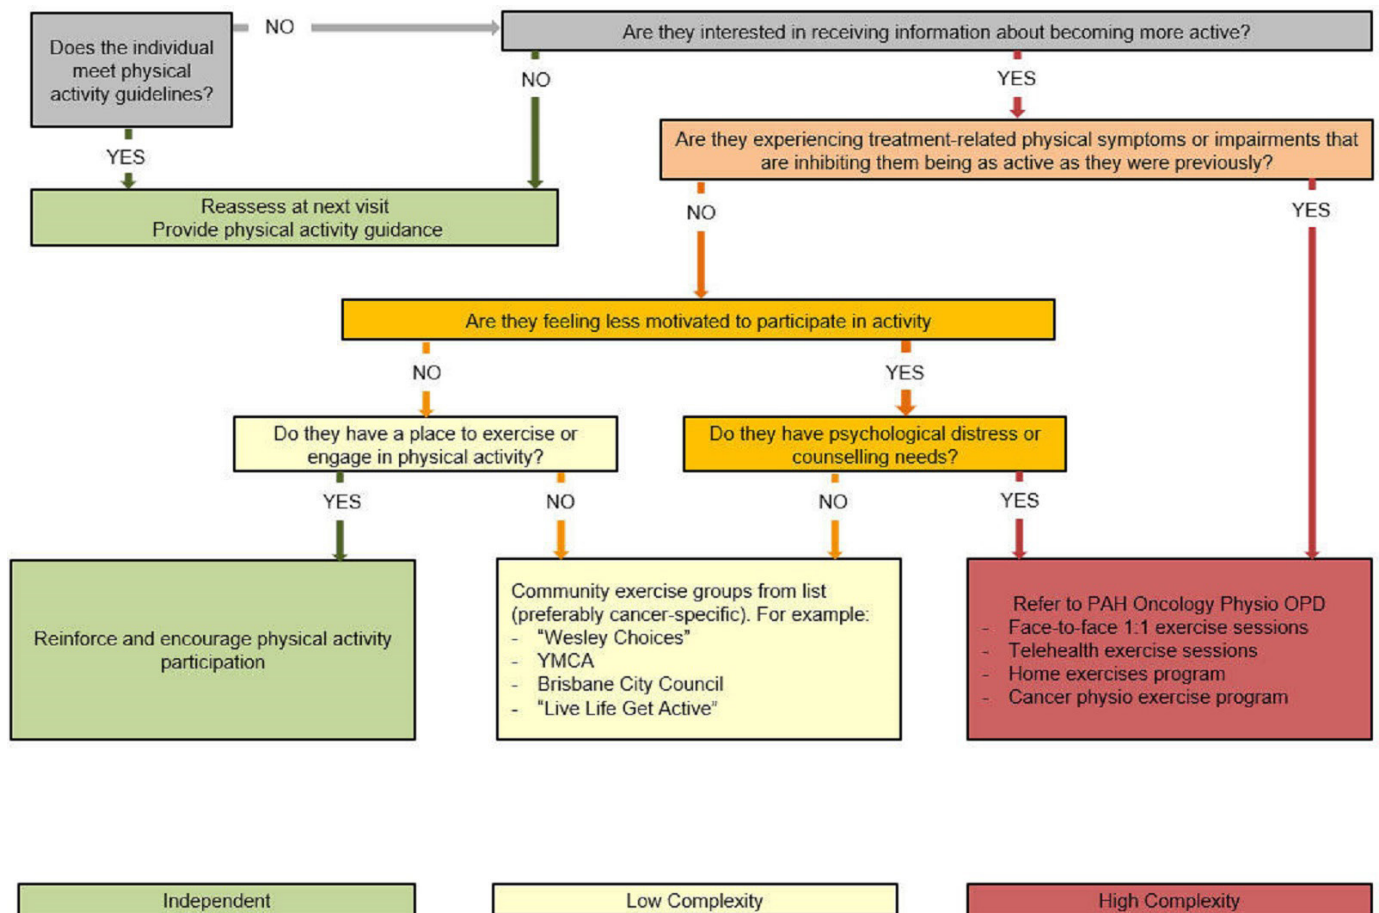 Does the individual
meet physical
activity guidelines?
NO
Are they interested in receiving information about becoming more active?
YES
NO
YES
Reassess at next visit
Provide physical activity guidance
Are they experiencing treatment-related physical symptoms or impairments that
are inhibiting them being as active as they were previously?
NO
YES
Are they feeling less motivated to participate in activity
NO
YES
Do they have a place to exercise or
engage in physical activity?
Do they have psychological distress or
counselling needs?
YES
NO
NO
YES
Reinforce and encourage physical activity
participation
Community exercise groups from list
(preferably cancer-specific). For example:
- “Wesley Choices”
- YMCA
- Brisbane City Council
- “Live Life Get Active”
Refer to PAH Oncology Physio OPD
- Face-to-face 1:1 exercise sessions
- Telehealth exercise sessions
- Home exercises program
- Cancer physio exercise program
Independent
Low Complexity
High Complexity